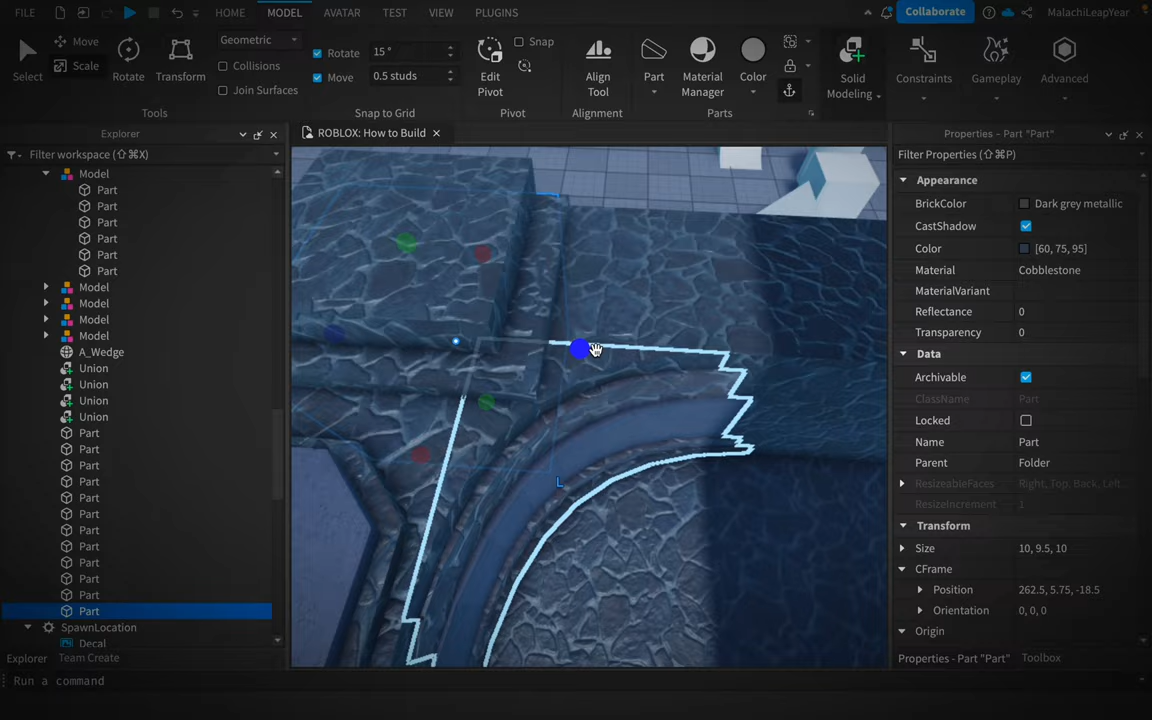 FILE HOME MODEL AVATAR TEST VIEW PLUGINS Collaborate MalachiLeapYear
Select Move Scale Rotate Transform
Tools
Geometric
Collisions
Join Surfaces
Rotate 15 °
Move 0.5 studs
Snap to Grid
Edit Pivot Snap
Pivot
Align Tool
Alignment
Part Material Manager Color
Parts
Solid Modeling Constraints Gameplay Advanced
Explorer
Filter workspace (⇧⌘X)
Model
Part
Part
Part
Part
Part
Part
Model
Model
Model
Model
A_Wedge
Union
Union
Union
Union
Part
Part
Part
Part
Part
Part
Part
Part
Part
Part
Part
Part
SpawnLocation
Decal
Explorer Team Create
ROBLOX: How to Build
L
Properties - Part "Part"
Filter Properties (⇧⌘P)
Appearance
BrickColor Dark grey metallic
CastShadow
Color [60, 75, 95]
Material Cobblestone
MaterialVariant
Reflectance 0
Transparency 0
Data
Archivable
ClassName Part
Locked
Name Part
Parent Folder
ResizeableFaces Right, Top, Back, Left...
ResizeIncrement 1
Transform
Size 10, 9.5, 10
CFrame
Position 262.5, 5.75, -18.5
Orientation 0, 0, 0
Origin
Properties - Part "Part" Toolbox
Run a command